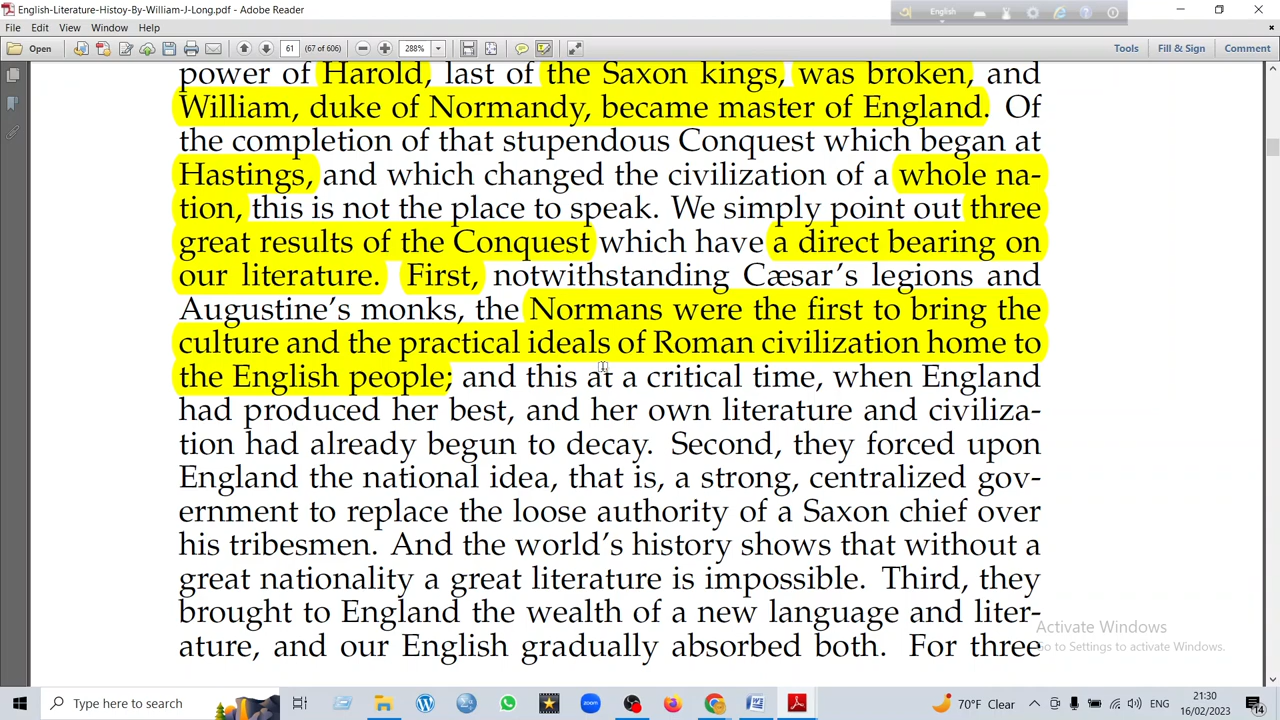 English-Literature-Histoy-By-William-J-Long.pdf - Adobe Reader
English
File Edit View Window Help
Open 61 (67 of 606) 288% Tools Fill & Sign Comment
power of Harold, last of the Saxon kings, was broken, and
William, duke of Normandy, became master of England. Of
the completion of that stupendous Conquest which began at
Hastings, and which changed the civilization of a whole na-
tion, this is not the place to speak. We simply point out three
great results of the Conquest which have a direct bearing on
our literature. First, notwithstanding Cæsar's legions and
Augustine's monks, the Normans were the first to bring the
culture and the practical ideals of Roman civilization home to
the English people; and this at a critical time, when England
had produced her best, and her own literature and civiliza-
tion had already begun to decay. Second, they forced upon
England the national idea, that is, a strong, centralized gov-
ernment to replace the loose authority of a Saxon chief over
his tribesmen. And the world's history shows that without a
great nationality a great literature is impossible. Third, they
brought to England the wealth of a new language and liter-
ature, and our English gradually absorbed both. For three
Activate Windows
Go to Settings to activate Windows.
Type here to search
70°F Clear
ENG
21:30
16/02/2023
14